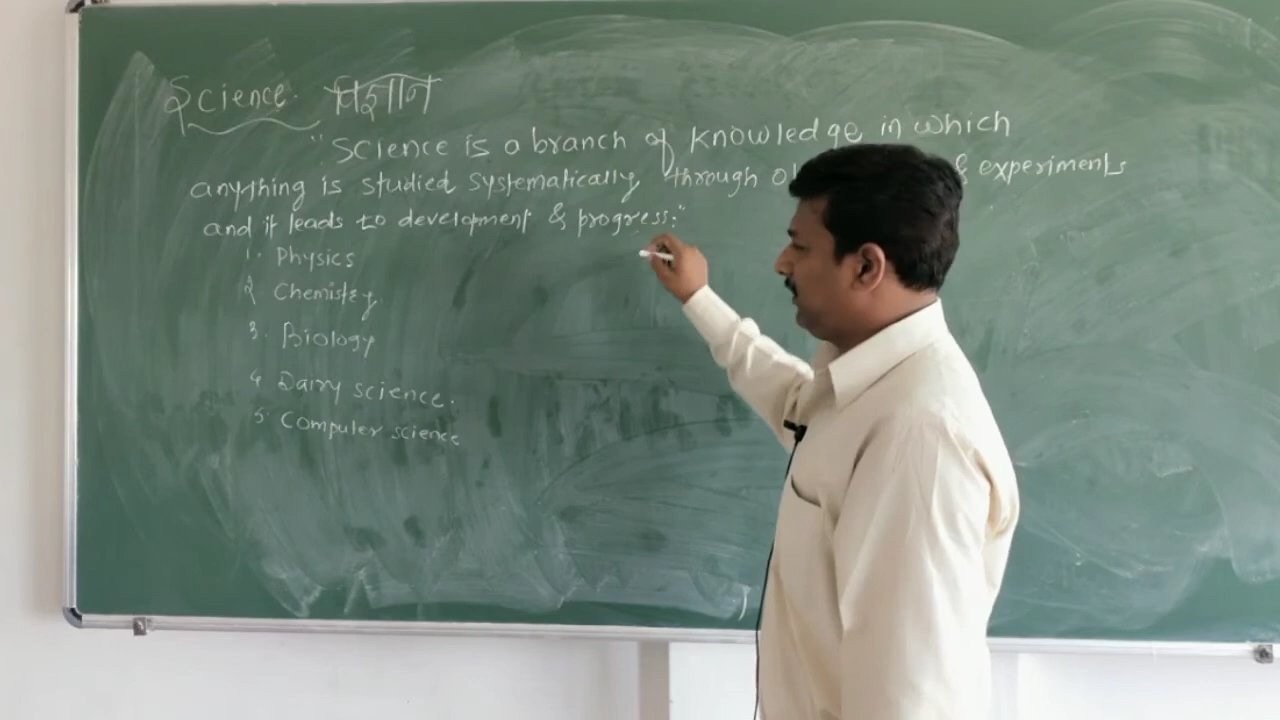 Science. विज्ञान
"Science is a branch of knowledge in which
anything is studied systematically through & experiments
and it leads to development & progress."
1. Physics
2 Chemistry.
3. Biology
4 Dairy science.
5. Computer science